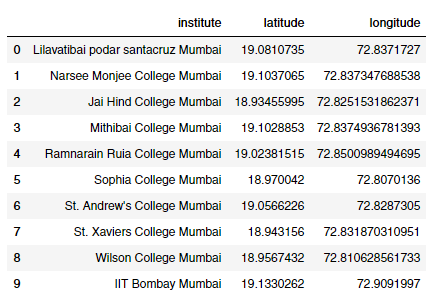 institute latitude longitude
0 Lilavatibai podar santacruz Mumbai 19.0810735 72.8371727
1 Narsee Monjee College Mumbai 19.1037065 72.837347688538
2 Jai Hind College Mumbai 18.93455995 72.8251531862371
3 Mithibai College Mumbai 19.1028853 72.8374936781393
4 Ramnarain Ruia College Mumbai 19.02381515 72.8500989494695
5 Sophia College Mumbai 18.970042 72.8070136
6 St. Andrew's College Mumbai 19.0566226 72.8287305
7 St. Xaviers College Mumbai 18.943156 72.831870310951
8 Wilson College Mumbai 18.9567432 72.810628561733
9 IIT Bombay Mumbai 19.1330262 72.9091997